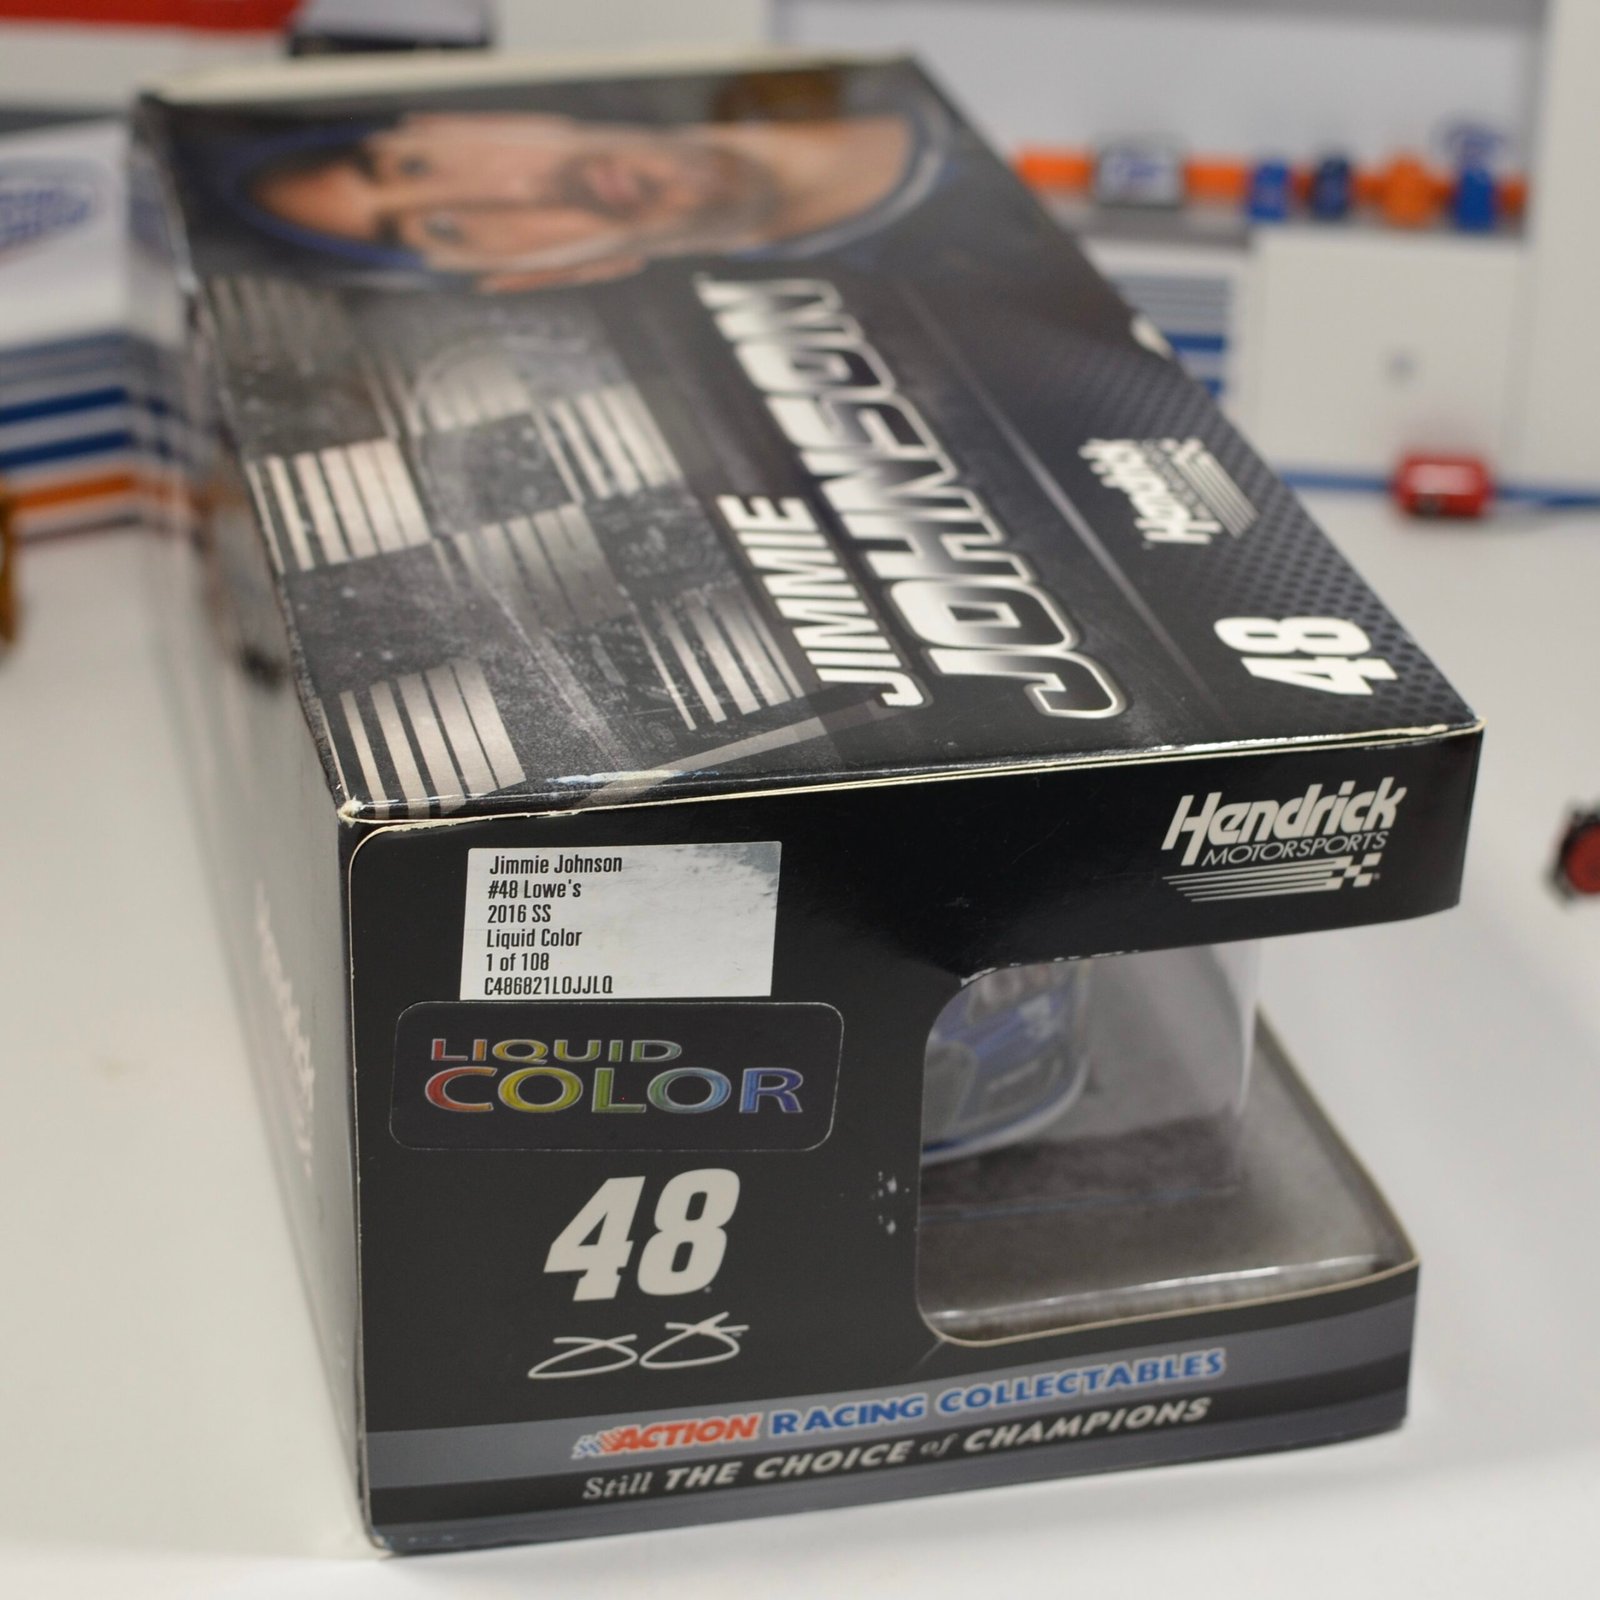 JIMMIE
JOHNSON
Hendrick
48
Hendrick
MOTORSPORTS
Jimmie Johnson
#48 Lowe's
2016 SS
Liquid Color
1 of 108
C486821LOJJLQ
LIQUID
COLOR
48
ACTION RACING COLLECTABLES
Still THE CHOICE of CHAMPIONS